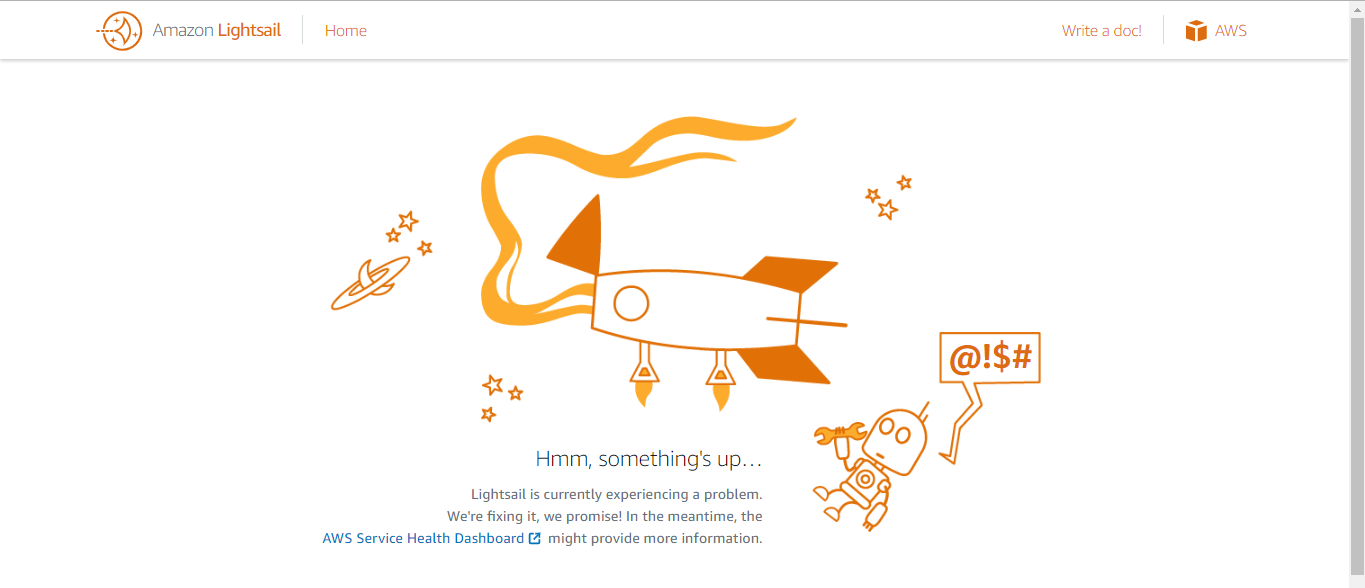 Amazon Lightsail
Home
Write a doc!
AWS
@!$#
Hmm, something's up...
Lightsail is currently experiencing a problem.
We're fixing it, we promise! In the meantime, the
AWS Service Health Dashboard might provide more information.